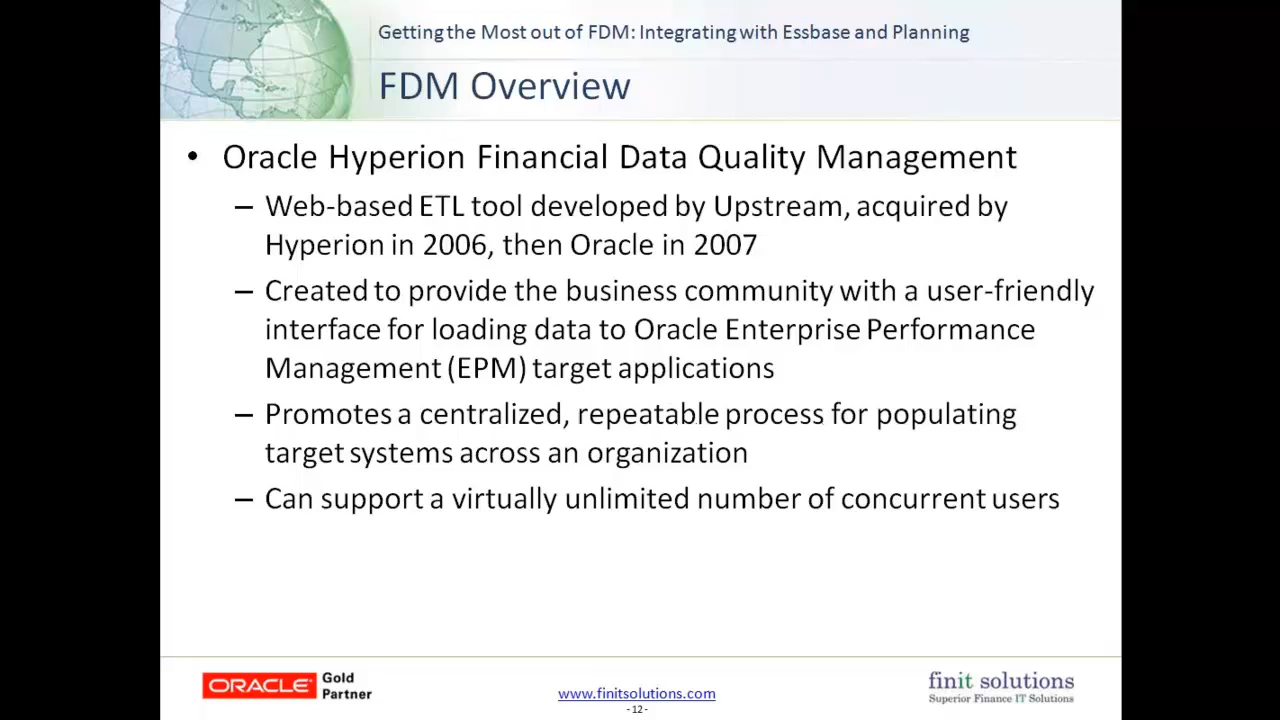 Getting the Most out of FDM: Integrating with Essbase and Planning
FDM Overview
• Oracle Hyperion Financial Data Quality Management
– Web-based ETL tool developed by Upstream, acquired by
Hyperion in 2006, then Oracle in 2007
– Created to provide the business community with a user-friendly
interface for loading data to Oracle Enterprise Performance
Management (EPM) target applications
– Promotes a centralized, repeatable process for populating
target systems across an organization
– Can support a virtually unlimited number of concurrent users
ORACLE Gold
Partner
www.finitsolutions.com
- 12 -
finit solutions
Superior Finance IT Solutions